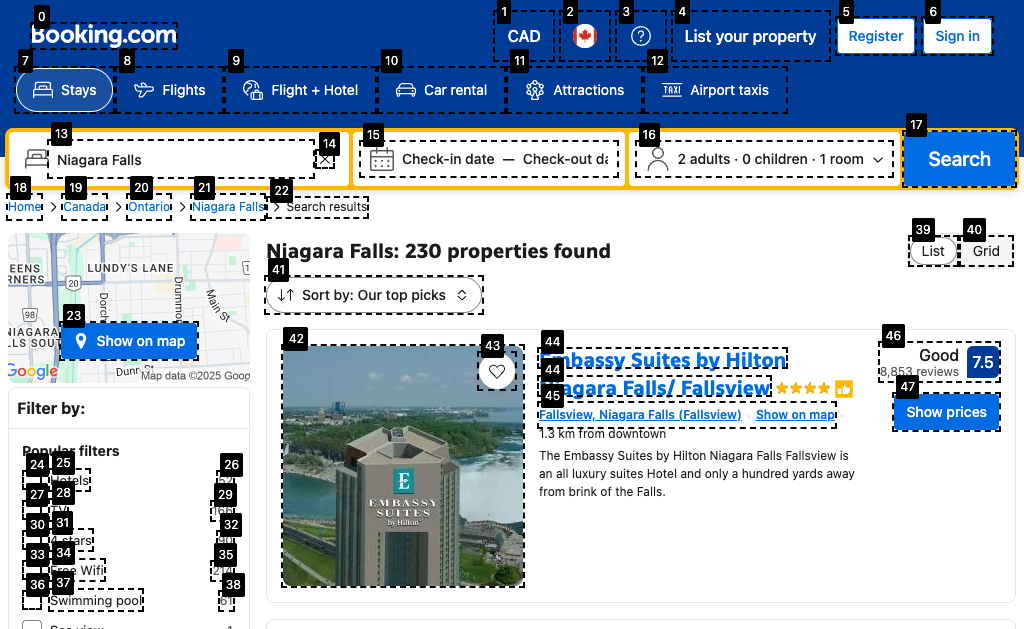 Booking.com
CAD
List your property
Register
Sign in
Stays
Flights
Flight + Hotel
Car rental
Attractions
Airport taxis
Niagara Falls
Check-in date — Check-out da
2 adults · 0 children · 1 room
Search
Home
Canada
Ontario
Niagara Falls
Search results
LUNDY'S LANE
20
98
Main St
Show on map
Google
Map data ©2025 Goog
Filter by:
Popular filters
Hotels
TV
4 stars
Free Wifi
Swimming pool
61
Sea view
1
Niagara Falls: 230 properties found
List
Grid
Sort by: Our top picks
EMBASSY
SUITES
by Hilton
Embassy Suites by Hilton
Niagara Falls/ Fallsview
Fallsview, Niagara Falls (Fallsview)
Show on map
1.3 km from downtown
The Embassy Suites by Hilton Niagara Falls Fallsview is
an all luxury suites Hotel and only a hundred yards away
from brink of the Falls.
Good
8,853 reviews
7.5
Show prices
0
1
2
3
4
5
6
7
8
9
10
11
12
13
14
15
16
17
18
19
20
21
22
23
24
25
26
27
28
29
30
31
32
33
34
35
36
37
38
39
40
41
42
43
44
44
45
46
47